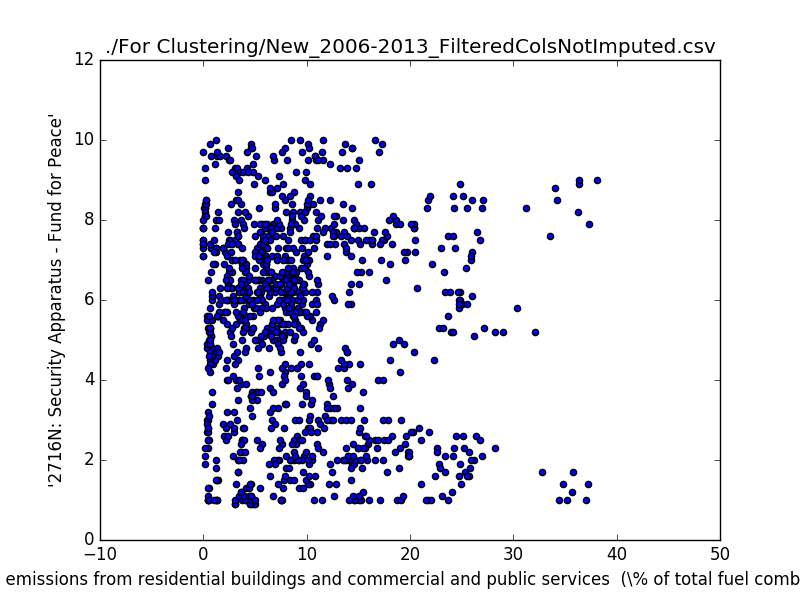 ./For Clustering/New_2006-2013_FilteredColsNotImputed.csv
12
10
8
6
4
2
0
'2716N: Security Apparatus - Fund for Peace'
−10 0 10 20 30 40 50
emissions from residential buildings and commercial and public services (\% of total fuel comb